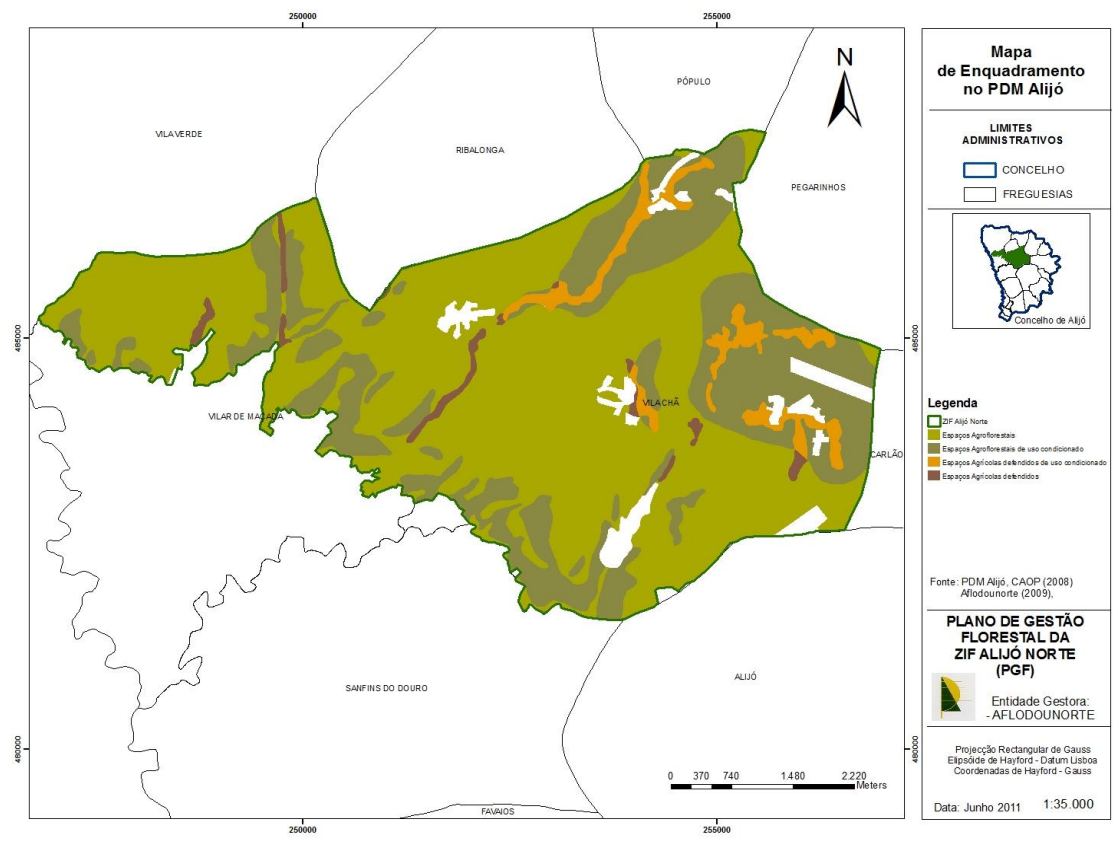 250000
255000
485000
485000
480000
480000
250000
255000
VILAVERDE
RIBALONGA
PÓPULO
PEGARINHOS
VILAR DE MAÇADA
VILACHÃ
CARLÃO
SANFINS DO DOURO
ALIJÓ
FAVAIOS
N
0 370 740 1.480 2.220
Meters
Mapa
de Enquadramento
no PDM Alijó
LIMITES
ADMINISTRATIVOS
CONCELHO
FREGUESIAS
Concelho de Alijó
Legenda
ZIF Alijó Norte
Espaços Agroflorestais
Espaços Agroflorestais de uso condicionado
Espaços Agrícolas defendidos de uso condicionado
Espaços Agrícolas defendidos
Fonte: PDM Alijó, CAOP (2008)
Aflodounorte (2009),
PLANO DE GESTÃO
FLORESTAL DA
ZIF ALIJÓ NORTE
(PGF)
Entidade Gestora:
- AFLODOUNORTE
Projecção Rectangular de Gauss
Elipsóide de Hayford - Datum Lisboa
Coordenadas de Hayford - Gauss
Data: Junho 2011 1:35.000